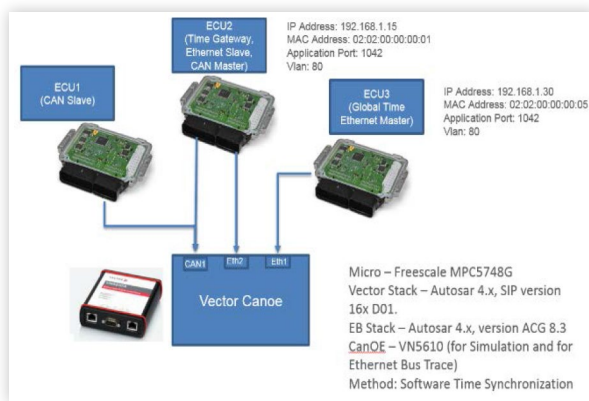 ECU2
(Time Gateway,
Ethernet Slave,
CAN Master)
IP Address: 192.168.1.15
MAC Address: 02:02:00:00:00:01
Application Port: 1042
Vlan: 80
ECU1
(CAN Slave)
ECU3
(Global Time
Ethernet Master)
IP Address: 192.168.1.30
MAC Address: 02:02:00:00:00:05
Application Port: 1042
Vlan: 80
CAN1
Eth2
Eth1
Vector Canoe
Micro – Freescale MPC5748G
Vector Stack – Autosar 4.x, SIP version
16x D01.
EB Stack – Autosar 4.x, version ACG 8.3
CanOE – VN5610 (for Simulation and for
Ethernet Bus Trace)
Method: Software Time Synchronization